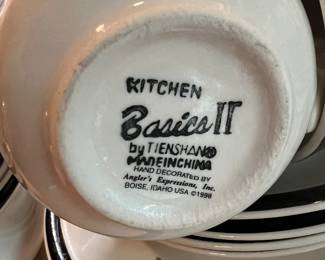 KITCHEN
Basics II
by TIENSHAN®
MADE IN CHINA
HAND DECORATED BY
Angler's Expressions, Inc.
BOISE, IDAHO USA ©1998